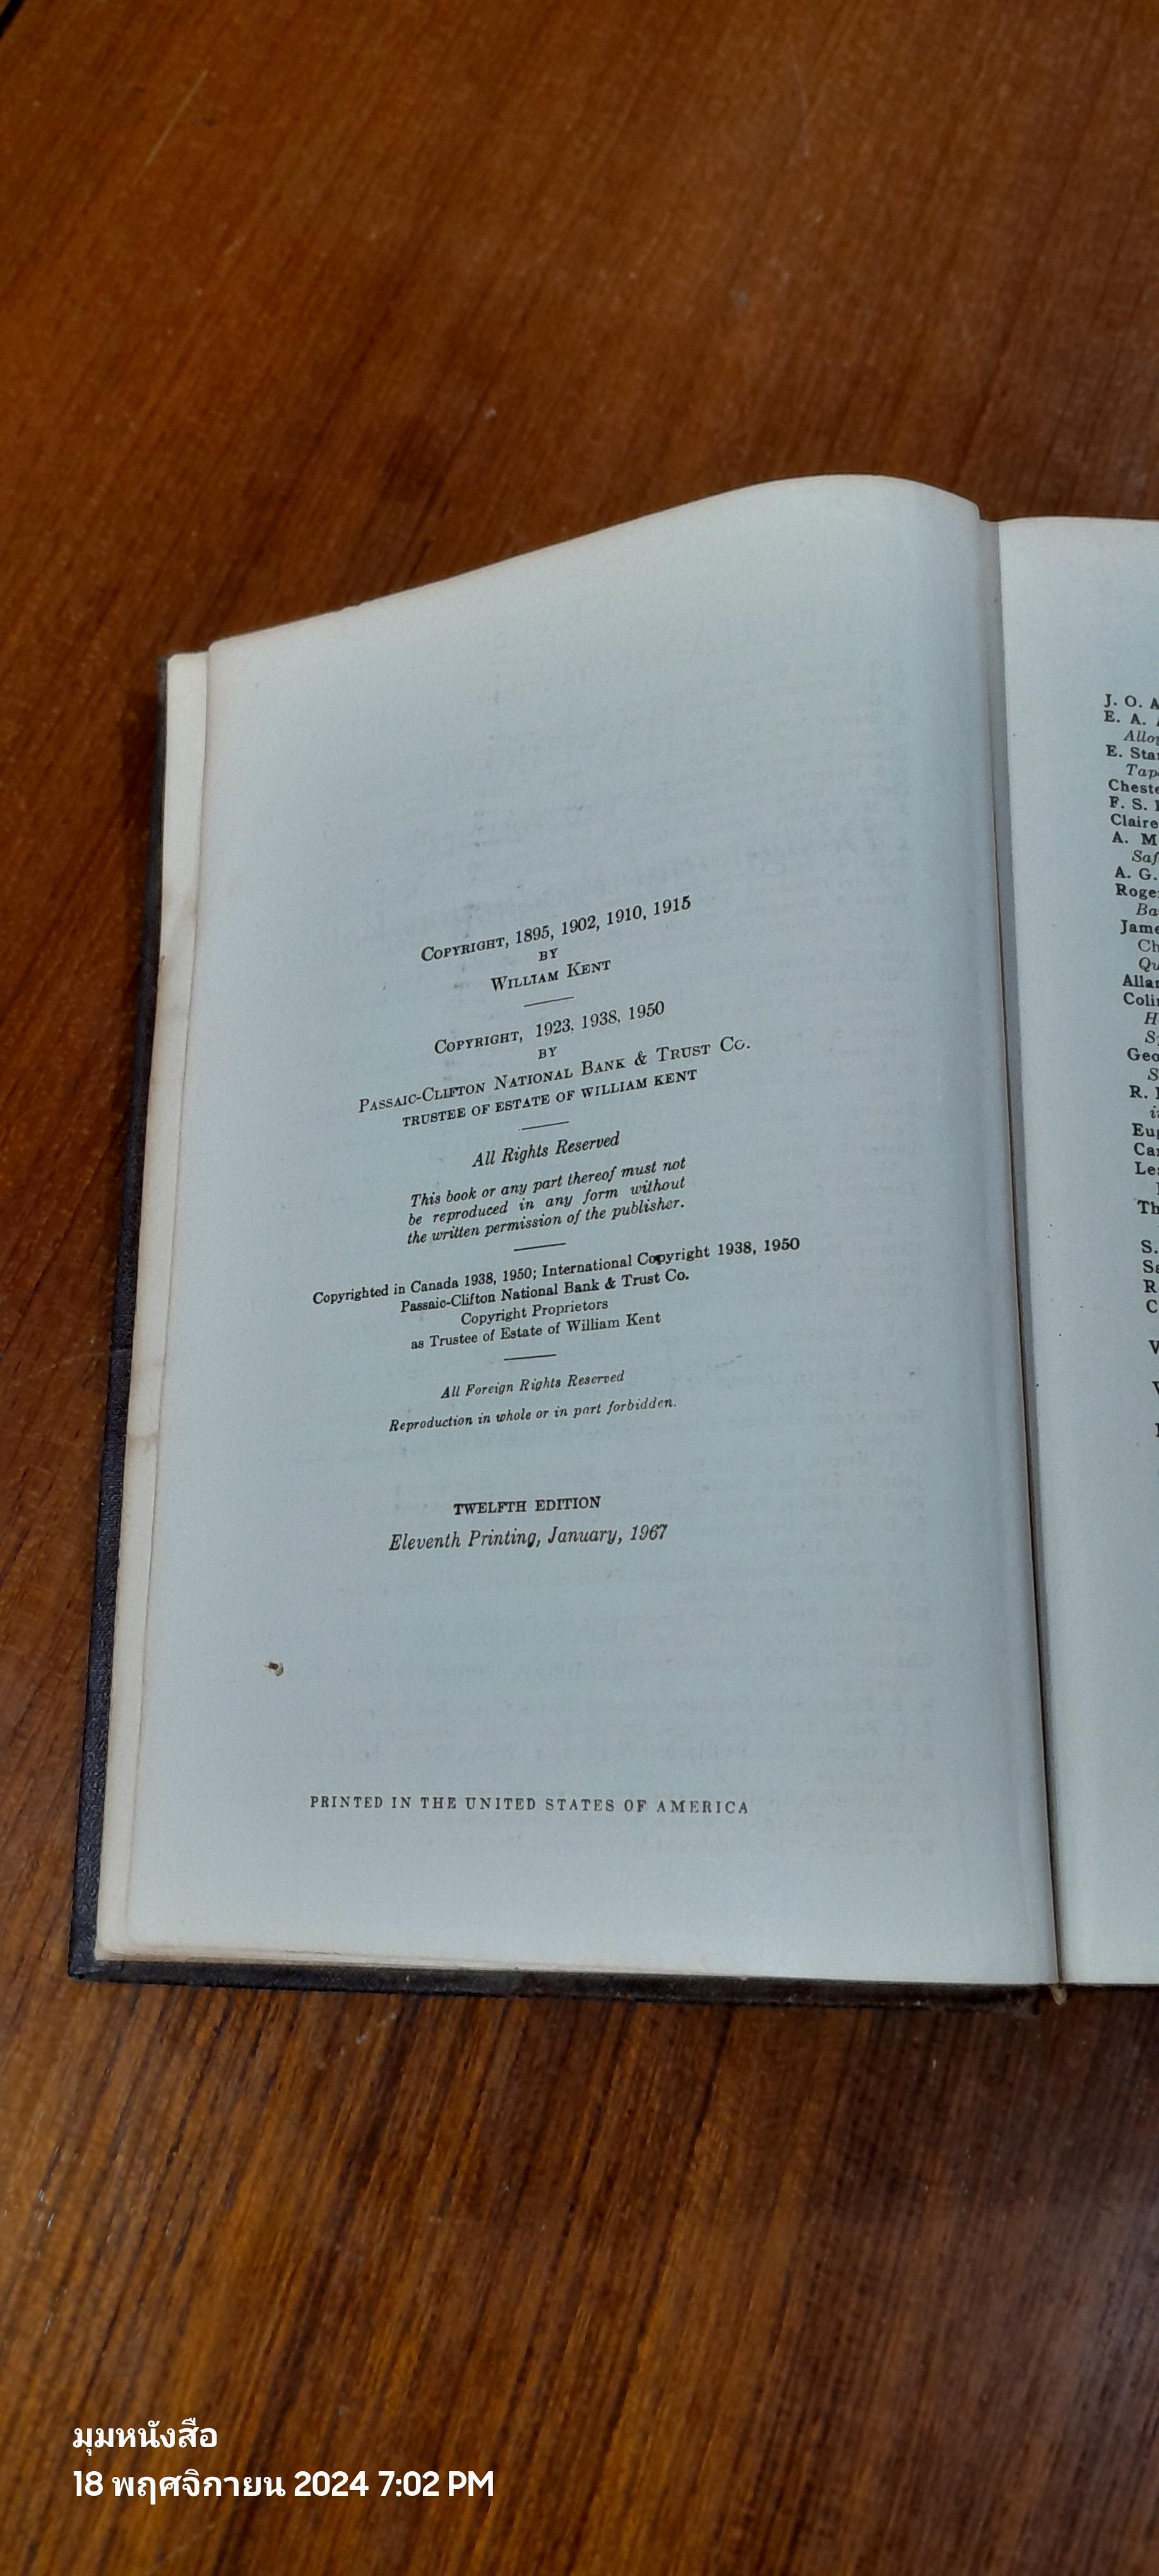 COPYRIGHT, 1895, 1902, 1910, 1915
BY
WILLIAM KENT
COPYRIGHT, 1923, 1938, 1950
BY
PASSAIC-CLIFTON NATIONAL BANK & TRUST CO.
TRUSTEE OF ESTATE OF WILLIAM KENT
All Rights Reserved
This book or any part thereof must not
be reproduced in any form without
the written permission of the publisher.
Copyrighted in Canada 1938, 1950; International Copyright 1938, 1950
Passaic-Clifton National Bank & Trust Co.
Copyright Proprietors
as Trustee of Estate of William Kent
All Foreign Rights Reserved
Reproduction in whole or in part forbidden.
TWELFTH EDITION
Eleventh Printing, January, 1967
PRINTED IN THE UNITED STATES OF AMERICA
J. O.
E. A.
E.
F. S.
Claire
A. M
A. G.
R.
S.
มุมหนังสือ
18 พฤศจิกายน 2024 7:02 PM